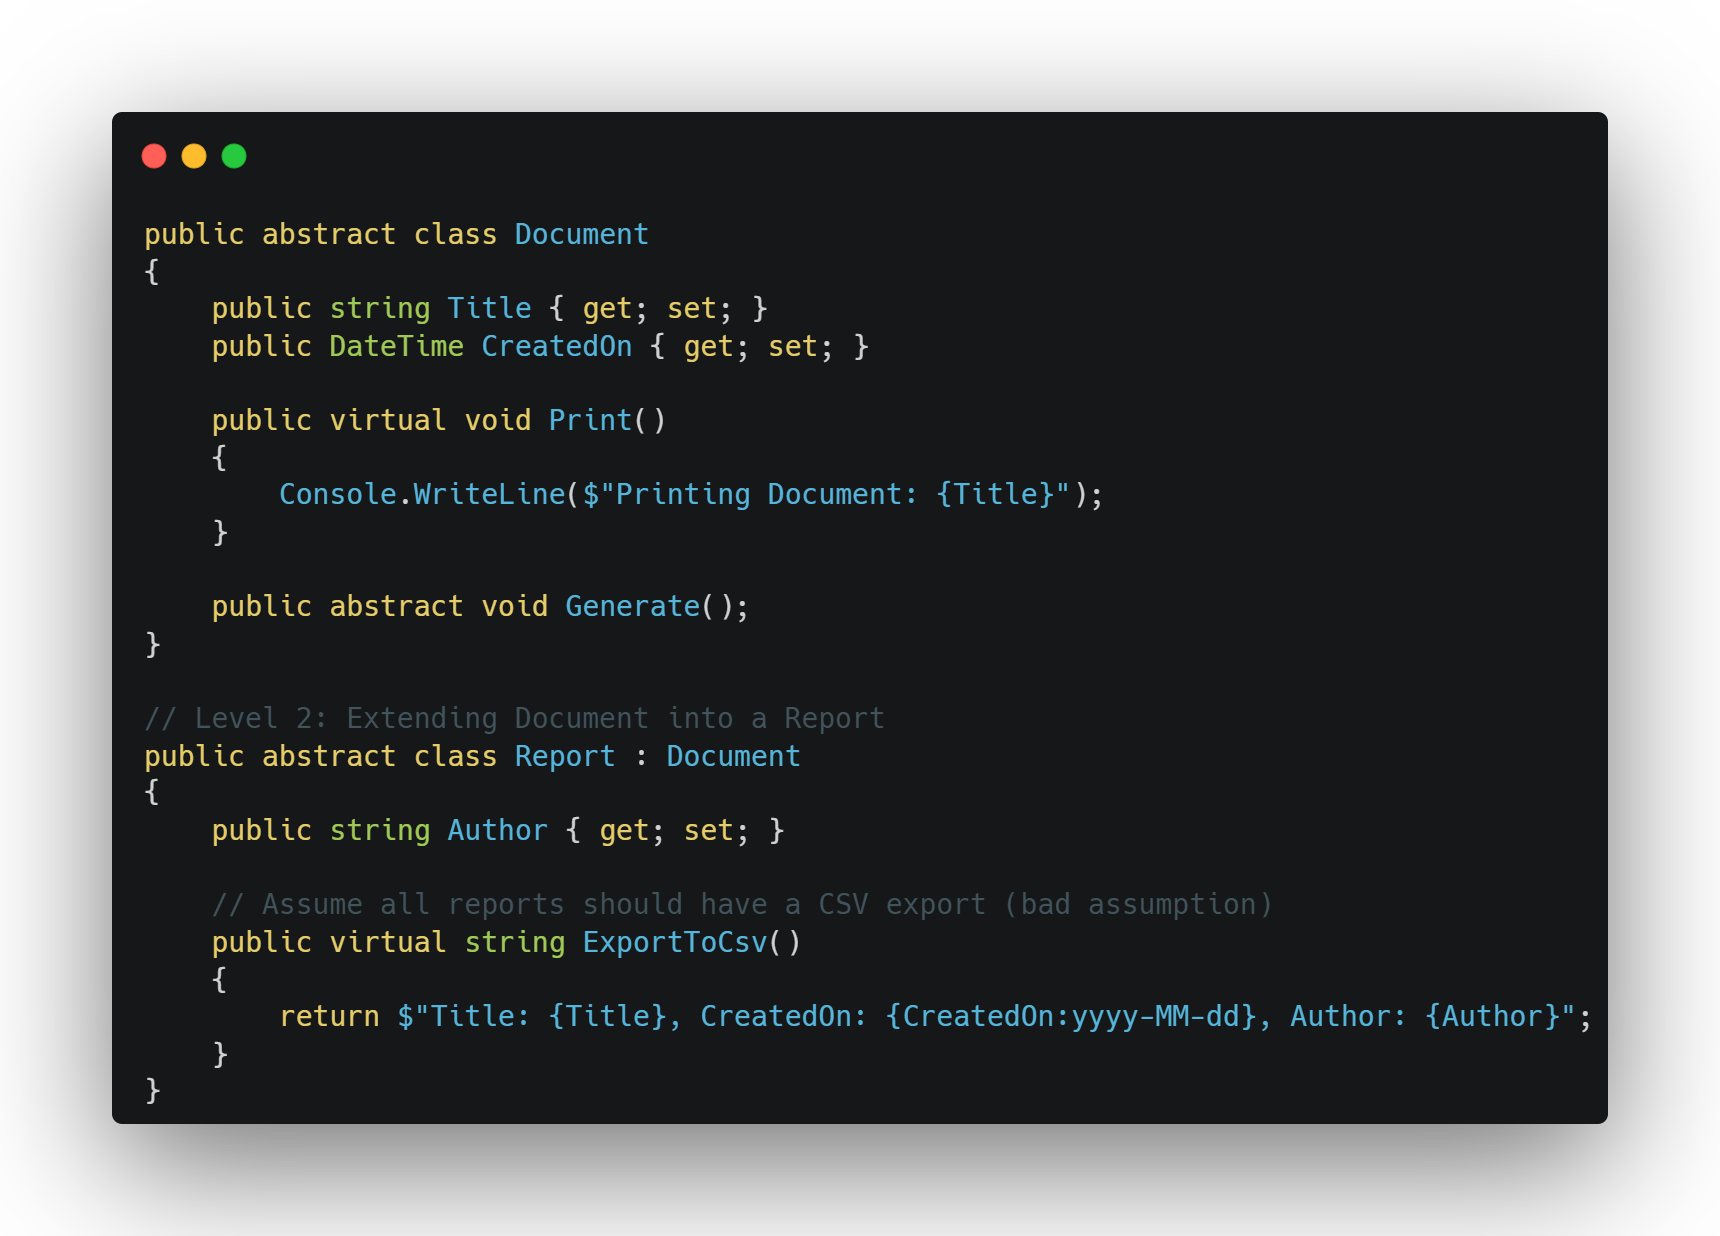 public abstract class Document
{
    public string Title { get; set; }
    public DateTime CreatedOn { get; set; }

    public virtual void Print()
    {
        Console.WriteLine($"Printing Document: {Title}");
    }

    public abstract void Generate();
}

// Level 2: Extending Document into a Report
public abstract class Report : Document
{
    public string Author { get; set; }

    // Assume all reports should have a CSV export (bad assumption)
    public virtual string ExportToCsv()
    {
        return $"Title: {Title}, CreatedOn: {CreatedOn:yyyy-MM-dd}, Author: {Author}";
    }
}